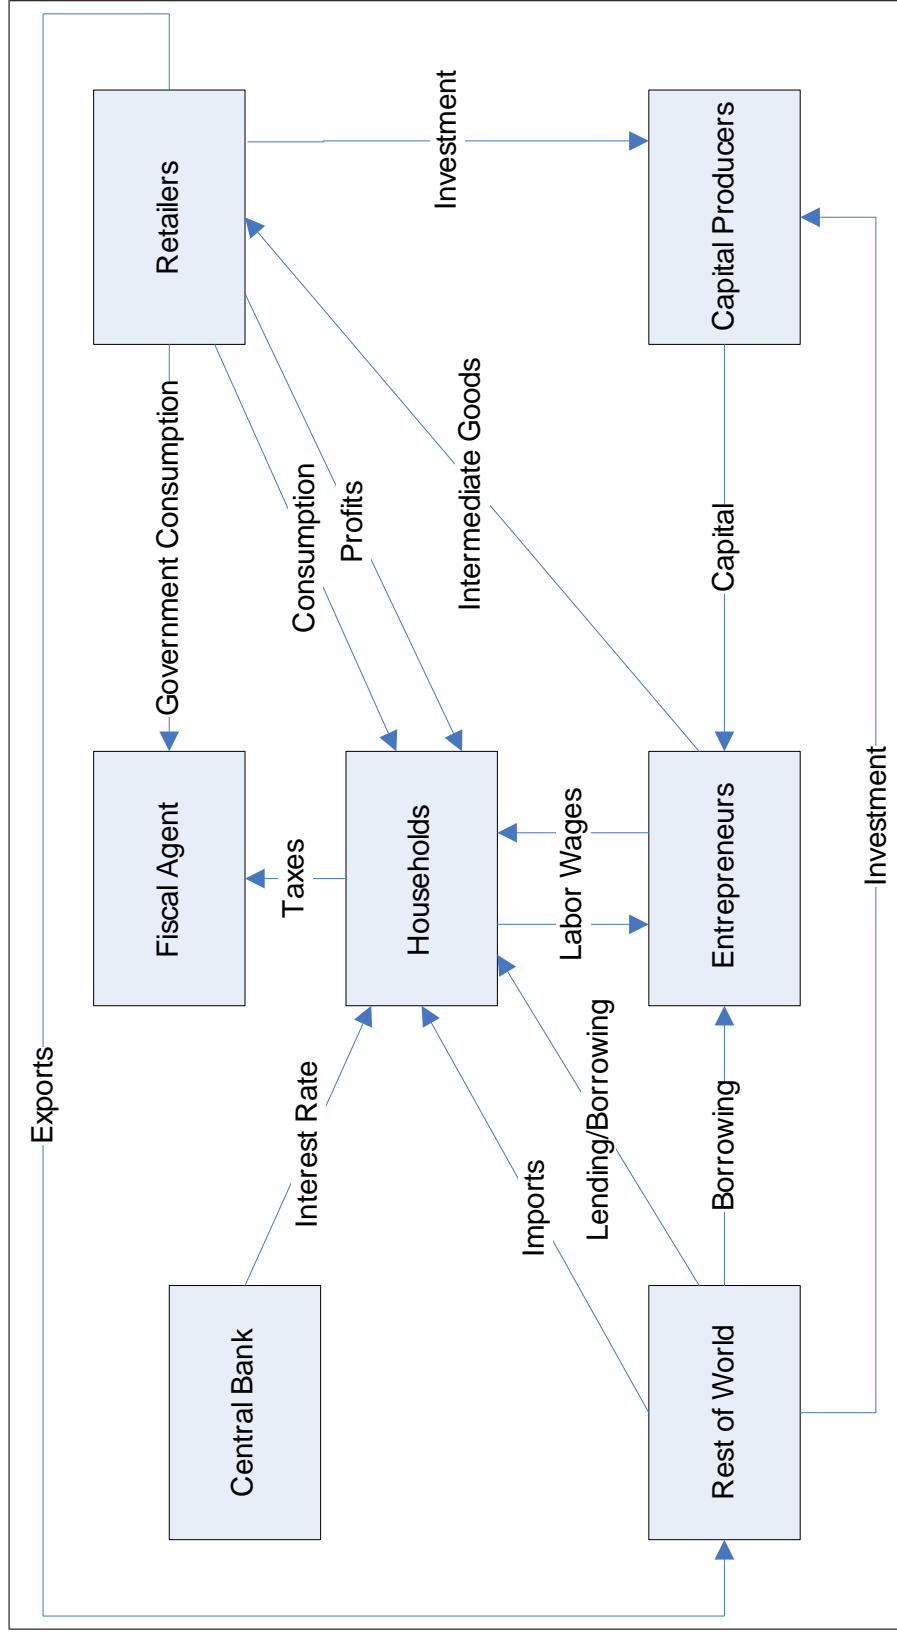 Exports
Fiscal Agent
Government Consumption
Retailers
Central Bank
Taxes
Interest Rate
Consumption
Profits
Households
Investment
Intermediate Goods
Imports
Labor Wages
Lending/Borrowing
Rest of World
Borrowing
Entrepreneurs
Capital
Capital Producers
Investment